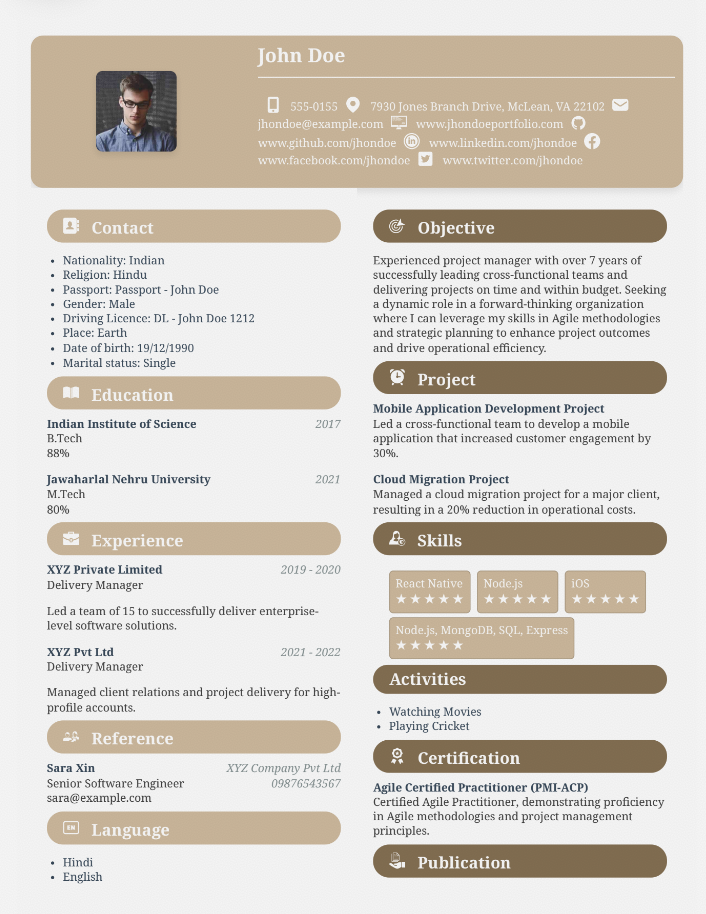 John Doe
555-0155 7930 Jones Branch Drive, McLean, VA 22102
jhondoe@example.com www.jhondoeportfolio.com
www.github.com/jhondoe www.linkedin.com/jhondoe
www.facebook.com/jhondoe www.twitter.com/jhondoe
Contact
• Nationality: Indian
• Religion: Hindu
• Passport: Passport - John Doe
• Gender: Male
• Driving Licence: DL - John Doe 1212
• Place: Earth
• Date of birth: 19/12/1990
• Marital status: Single
Education
Indian Institute of Science 2017
B.Tech
88%
Jawaharlal Nehru University 2021
M.Tech
80%
Experience
XYZ Private Limited 2019 - 2020
Delivery Manager
Led a team of 15 to successfully deliver enterprise-
level software solutions.
XYZ Pvt Ltd 2021 - 2022
Delivery Manager
Managed client relations and project delivery for high-
profile accounts.
Reference
Sara Xin XYZ Company Pvt Ltd
Senior Software Engineer 09876543567
sara@example.com
Language
• Hindi
• English
Objective
Experienced project manager with over 7 years of
successfully leading cross-functional teams and
delivering projects on time and within budget. Seeking
a dynamic role in a forward-thinking organization
where I can leverage my skills in Agile methodologies
and strategic planning to enhance project outcomes
and drive operational efficiency.
Project
Mobile Application Development Project
Led a cross-functional team to develop a mobile
application that increased customer engagement by
30%.
Cloud Migration Project
Managed a cloud migration project for a major client,
resulting in a 20% reduction in operational costs.
Skills
React Native Node.js iOS
★★★★★ ★★★★★ ★★★★★
Node.js, MongoDB, SQL, Express
★★★★★
Activities
• Watching Movies
• Playing Cricket
Certification
Agile Certified Practitioner (PMI-ACP)
Certified Agile Practitioner, demonstrating proficiency
in Agile methodologies and project management
principles.
Publication